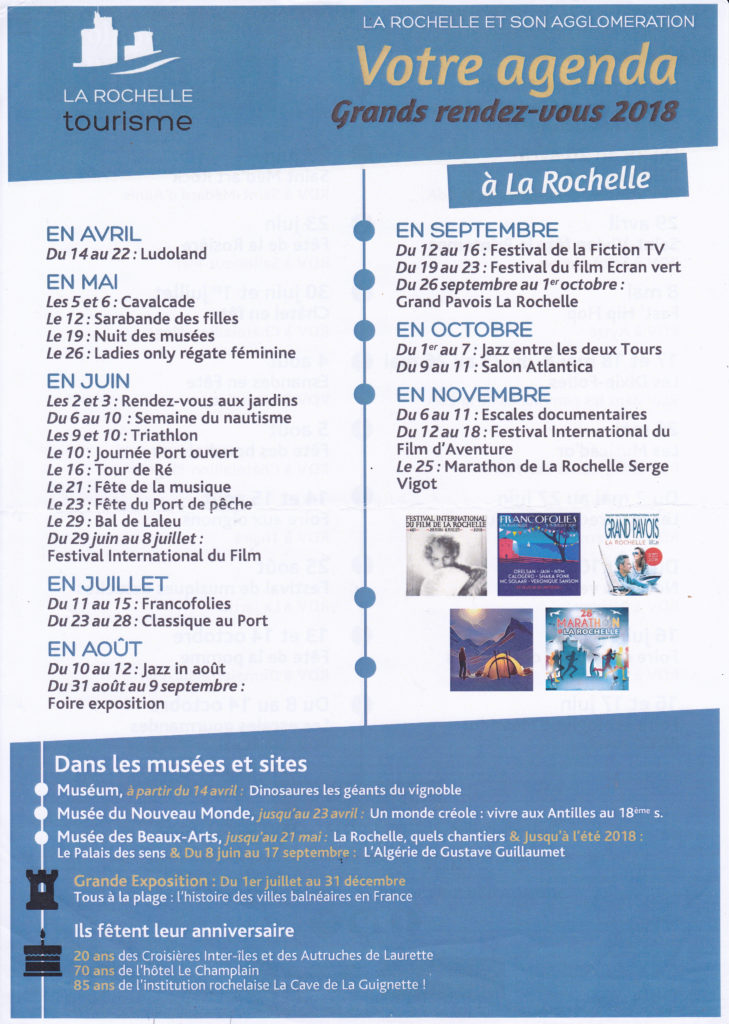 LA ROCHELLE ET SON AGGLOMERATION
LA ROCHELLE
tourisme
Votre agenda
Grands rendez-vous 2018
à La Rochelle
EN AVRIL
Du 14 au 22 : Ludoland
EN MAI
Les 5 et 6 : Cavalcade
Le 12 : Sarabande des filles
Le 19 : Nuit des musées
Le 26 : Ladies only régate féminine
EN JUIN
Les 2 et 3 : Rendez-vous aux jardins
Du 6 au 10 : Semaine du nautisme
Les 9 et 10 : Triathlon
Le 10 : Journée Port ouvert
Le 16 : Tour de Ré
Le 21 : Fête de la musique
Le 23 : Fête du Port de pêche
Le 29 : Bal de Laleu
Du 29 juin au 8 juillet :
Festival International du Film
EN JUILLET
Du 11 au 15 : Francofolies
Du 23 au 28 : Classique au Port
EN AOÛT
Du 10 au 12 : Jazz in août
Du 31 août au 9 septembre :
Foire exposition
EN SEPTEMBRE
Du 12 au 16 : Festival de la Fiction TV
Du 19 au 23 : Festival du film Ecran vert
Du 26 septembre au 1er octobre :
Grand Pavois La Rochelle
EN OCTOBRE
Du 1er au 7 : Jazz entre les deux Tours
Du 9 au 11 : Salon Atlantica
EN NOVEMBRE
Du 6 au 11 : Escales documentaires
Du 12 au 18 : Festival International du
Film d'Aventure
Le 25 : Marathon de La Rochelle Serge
Vigot
FESTIVAL INTERNATIONAL
DU FILM DE LA ROCHELLE
FRANCOFOLIES
ORELSAN - JAIN - NTM
CALOGERO - SHAKA PONK
MC SOLAAR - VÉRONIQUE SANSON
GRAND PAVOIS
LA ROCHELLE
28e
MARATHON
DE LA ROCHELLE
Dans les musées et sites
Muséum, à partir du 14 avril : Dinosaures les géants du vignoble
Musée du Nouveau Monde, jusqu'au 23 avril : Un monde créole : vivre aux Antilles au 18ème s.
Musée des Beaux-Arts, jusqu'au 21 mai : La Rochelle, quels chantiers & Jusqu'à l'été 2018 :
Le Palais des sens & Du 8 juin au 17 septembre : L'Algérie de Gustave Guillaumet
Grande Exposition : Du 1er juillet au 31 décembre
Tous à la plage : l'histoire des villes balnéaires en France
Ils fêtent leur anniversaire
20 ans des Croisières Inter-îles et des Autruches de Laurette
70 ans de l'hôtel Le Champlain
85 ans de l'institution rochelaise La Cave de La Guignette !